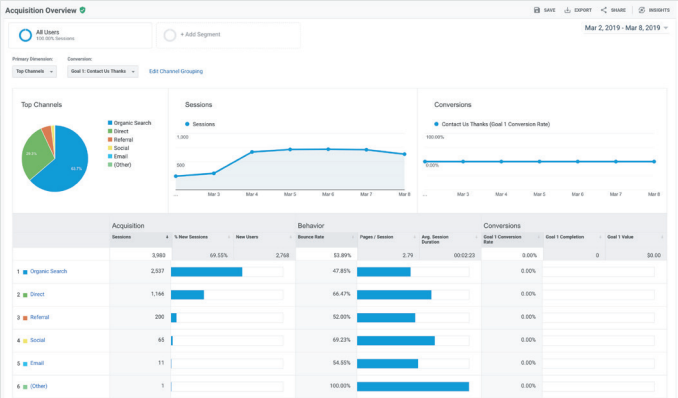 Acquisition Overview
SAVE EXPORT SHARE INSIGHTS
All Users
100.00% Sessions
+ Add Segment
Mar 2, 2019 - Mar 8, 2019
Primary Dimension: Conversion:
Top Channels Goal 1: Contact Us Thanks Edit Channel Grouping
Top Channels
Organic Search
Direct
Referral
Social
Email
(Other)
63.7%
Sessions
Sessions
1,000
500
... Mar 3 Mar 4 Mar 5 Mar 6 Mar 7 Mar 8
Conversions
Contact Us Thanks (Goal 1 Conversion Rate)
100.00%
0.00%
... Mar 3 Mar 4 Mar 5 Mar 6 Mar 7 Mar 8
Acquisition Behavior Conversions
Sessions % New Sessions New Users Bounce Rate Pages / Session Avg. Session Duration Goal 1 Conversion Rate Goal 1 Completion Goal 1 Value
3,980 69.55% 2,768 53.89% 2.79 00:02:23 0.00% 0 $0.00
1 Organic Search 2,537 47.85% 0.00%
2 Direct 1,166 66.47% 0.00%
3 Referral 200 52.00% 0.00%
4 Social 65 69.23% 0.00%
5 Email 11 54.55% 0.00%
6 (Other) 1 100.00% 0.00%